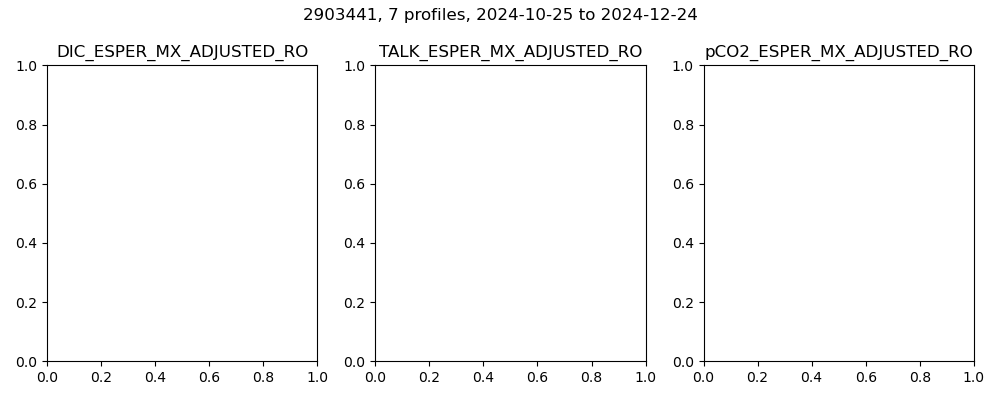 2903441, 7 profiles, 2024-10-25 to 2024-12-24
DIC_ESPER_MX_ADJUSTED_RO TALK_ESPER_MX_ADJUSTED_RO pCO2_ESPER_MX_ADJUSTED_RO
1.0 1.0 1.0
0.8 0.8 0.8
0.6 0.6 0.6
0.4 0.4 0.4
0.2 0.2 0.2
0.0 0.0 0.0
0.0 0.2 0.4 0.6 0.8 1.0 0.0 0.2 0.4 0.6 0.8 1.0 0.0 0.2 0.4 0.6 0.8 1.0